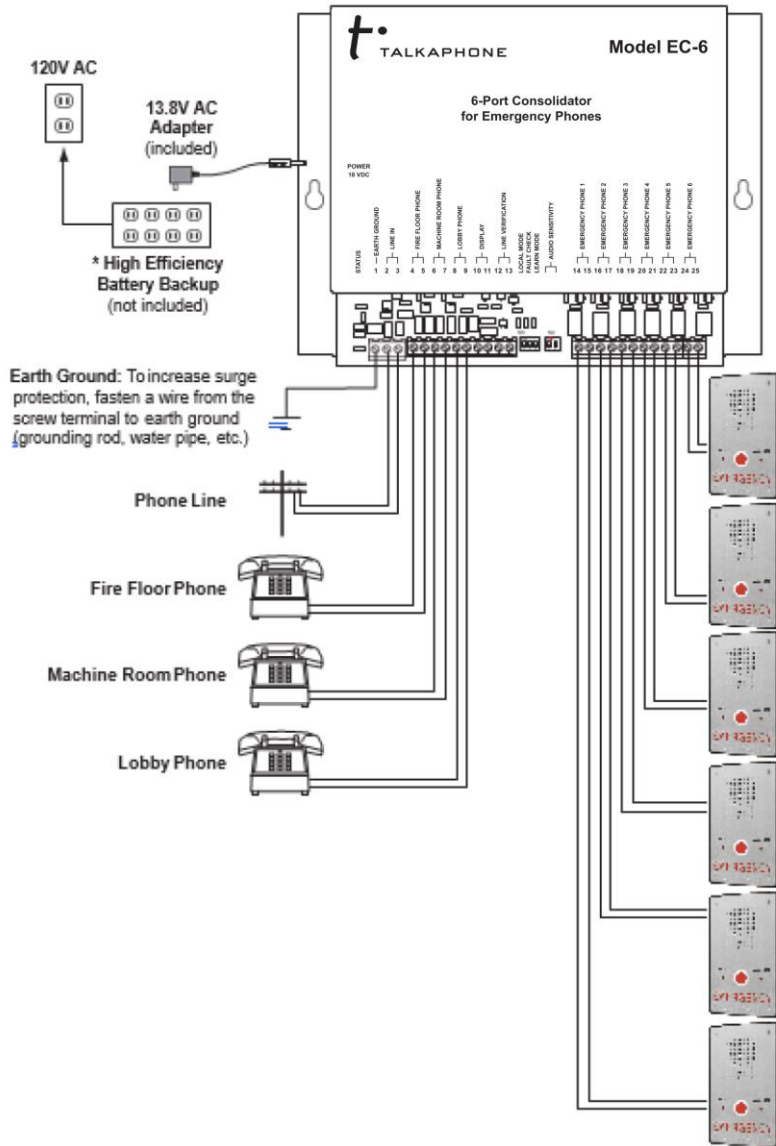 t. TALKAPHONE
Model EC-6
6-Port Consolidator
for Emergency Phones
120V AC
13.8V AC
Adapter
(included)
* High Efficiency
Battery Backup
(not included)
POWER
18 VDC
STATUS
EARTH GROUND
LINE IN
FIRE FLOOR PHONE
MACHINE ROOM PHONE
LOBBY PHONE
DISPLAY
LINE VERIFICATION
LOCAL MODE
FAULT CHECK
LEARN MODE
AUDIO SENSITIVITY
EMERGENCY PHONE 1
EMERGENCY PHONE 2
EMERGENCY PHONE 3
EMERGENCY PHONE 4
EMERGENCY PHONE 5
EMERGENCY PHONE 6
1 2 3 4 5 6 7 8 9 10 11 12 13
14 15 16 17 18 19 20 21 22 23 24 25
Earth Ground: To increase surge
protection, fasten a wire from the
screw terminal to earth ground
(grounding rod, water pipe, etc.)
Phone Line
Fire Floor Phone
Machine Room Phone
Lobby Phone
EMERGENCY
EMERGENCY
EMERGENCY
EMERGENCY
EMERGENCY
EMERGENCY